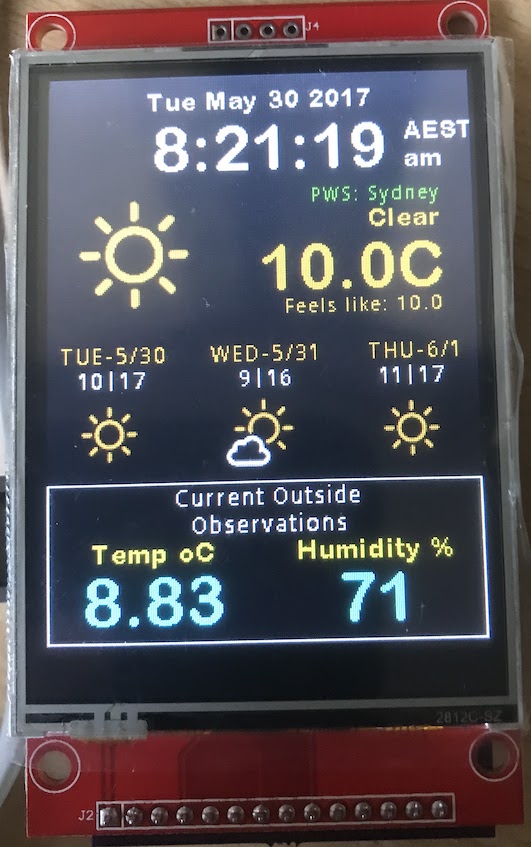 J4
Tue May 30 2017
8:21:19 AEST am
PWS: Sydney
Clear
10.0C
Feels like: 10.0
TUE-5/30 WED-5/31 THU-6/1
10|17 9|16 11|17
Current Outside
Observations
Temp oC Humidity %
8.83 71
2812C-SZ
J2